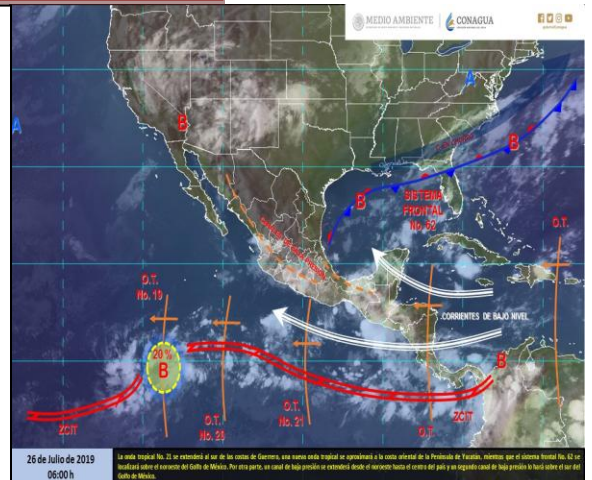 MEDIO AMBIENTE
CONAGUA
A
A
B
B
B
SISTEMA
FRONTAL
No. 62
CANAL DE BAJA PRESIÓN
O.T.
No. 19
O.T.
CORRIENTES DE BAJO NIVEL
20 %
B
B
ZCIT
O.T.
No. 20
O.T.
No. 21
O.T.
ZCIT
26 de Julio de 2019
06:00 h
La onda tropical No. 21 se extenderá al sur de las costas de Guerrero, una nueva onda tropical se aproximará a la costa oriental de la Península de Yucatán, mientras que el sistema frontal No. 62 se
localizará sobre el noroeste del Golfo de México. Por otra parte, un canal de baja presión se extenderá desde el noroeste hasta el centro del país y un segundo canal de baja presión lo hará sobre el sur del
Golfo de México.